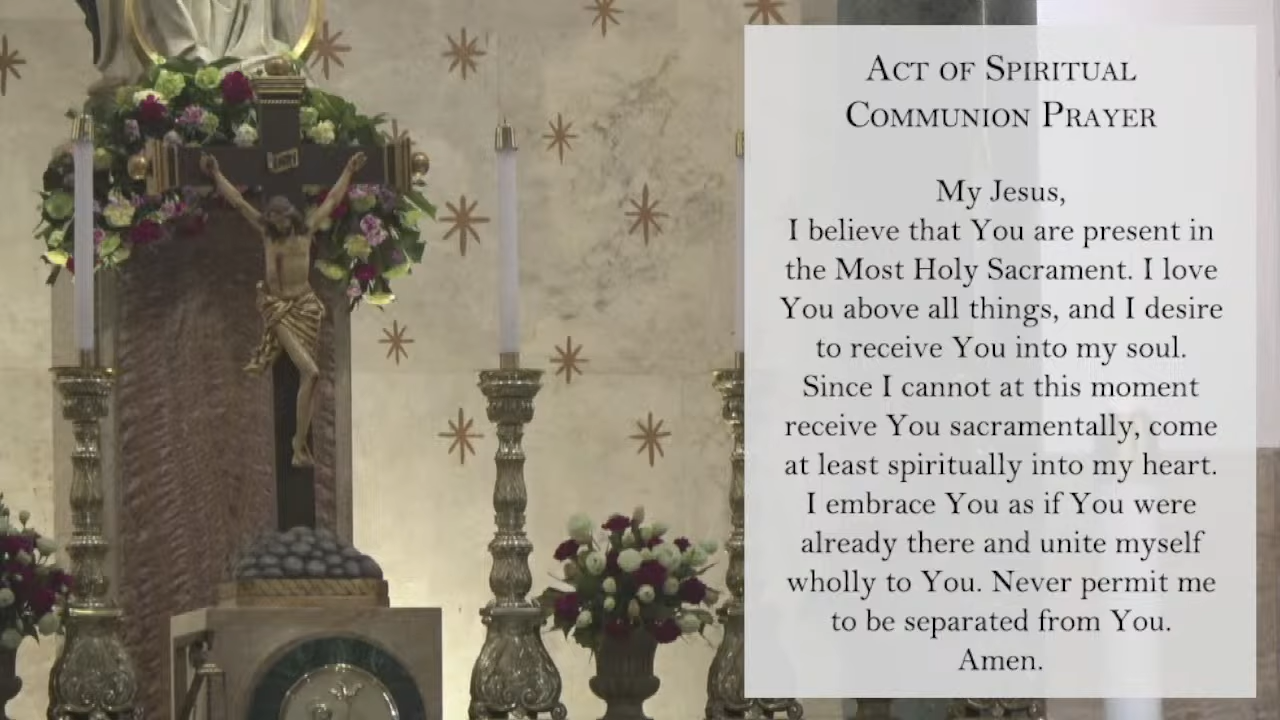 Act of Spiritual
Communion Prayer
My Jesus,
I believe that You are present in
the Most Holy Sacrament. I love
You above all things, and I desire
to receive You into my soul.
Since I cannot at this moment
receive You sacramentally, come
at least spiritually into my heart.
I embrace You as if You were
already there and unite myself
wholly to You. Never permit me
to be separated from You.
Amen.